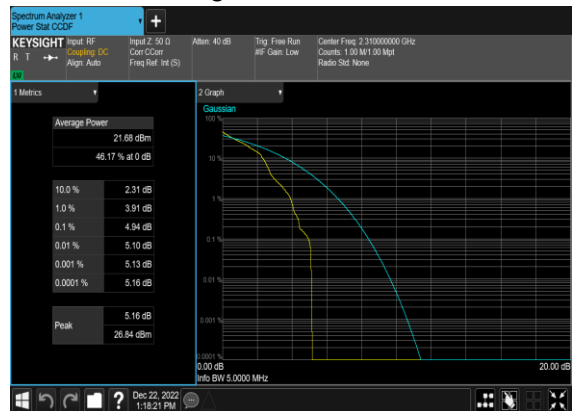 Spectrum Analyzer 1
Power Stat CCDF
+
KEYSIGHT
R T
LXI
Input: RF
Coupling: DC
Align: Auto
Input Z: 50 Ω
Corr CCorr
Freq Ref: Int (S)
Atten: 40 dB
Trig: Free Run
#IF Gain: Low
Center Freq: 2.310000000 GHz
Counts: 1.00 M/1.00 Mpt
Radio Std: None
1 Metrics
Average Power
21.68 dBm
46.17 % at 0 dB
10.0 % 2.31 dB
1.0 % 3.91 dB
0.1 % 4.94 dB
0.01 % 5.10 dB
0.001 % 5.13 dB
0.0001 % 5.16 dB
Peak
5.16 dB
26.84 dBm
2 Graph
Gaussian
100 %
10 %
1 %
0.1 %
0.01 %
0.001 %
0.0001 %
0.00 dB 20.00 dB
Info BW 5.0000 MHz
? Dec 22, 2022
1:18:21 PM